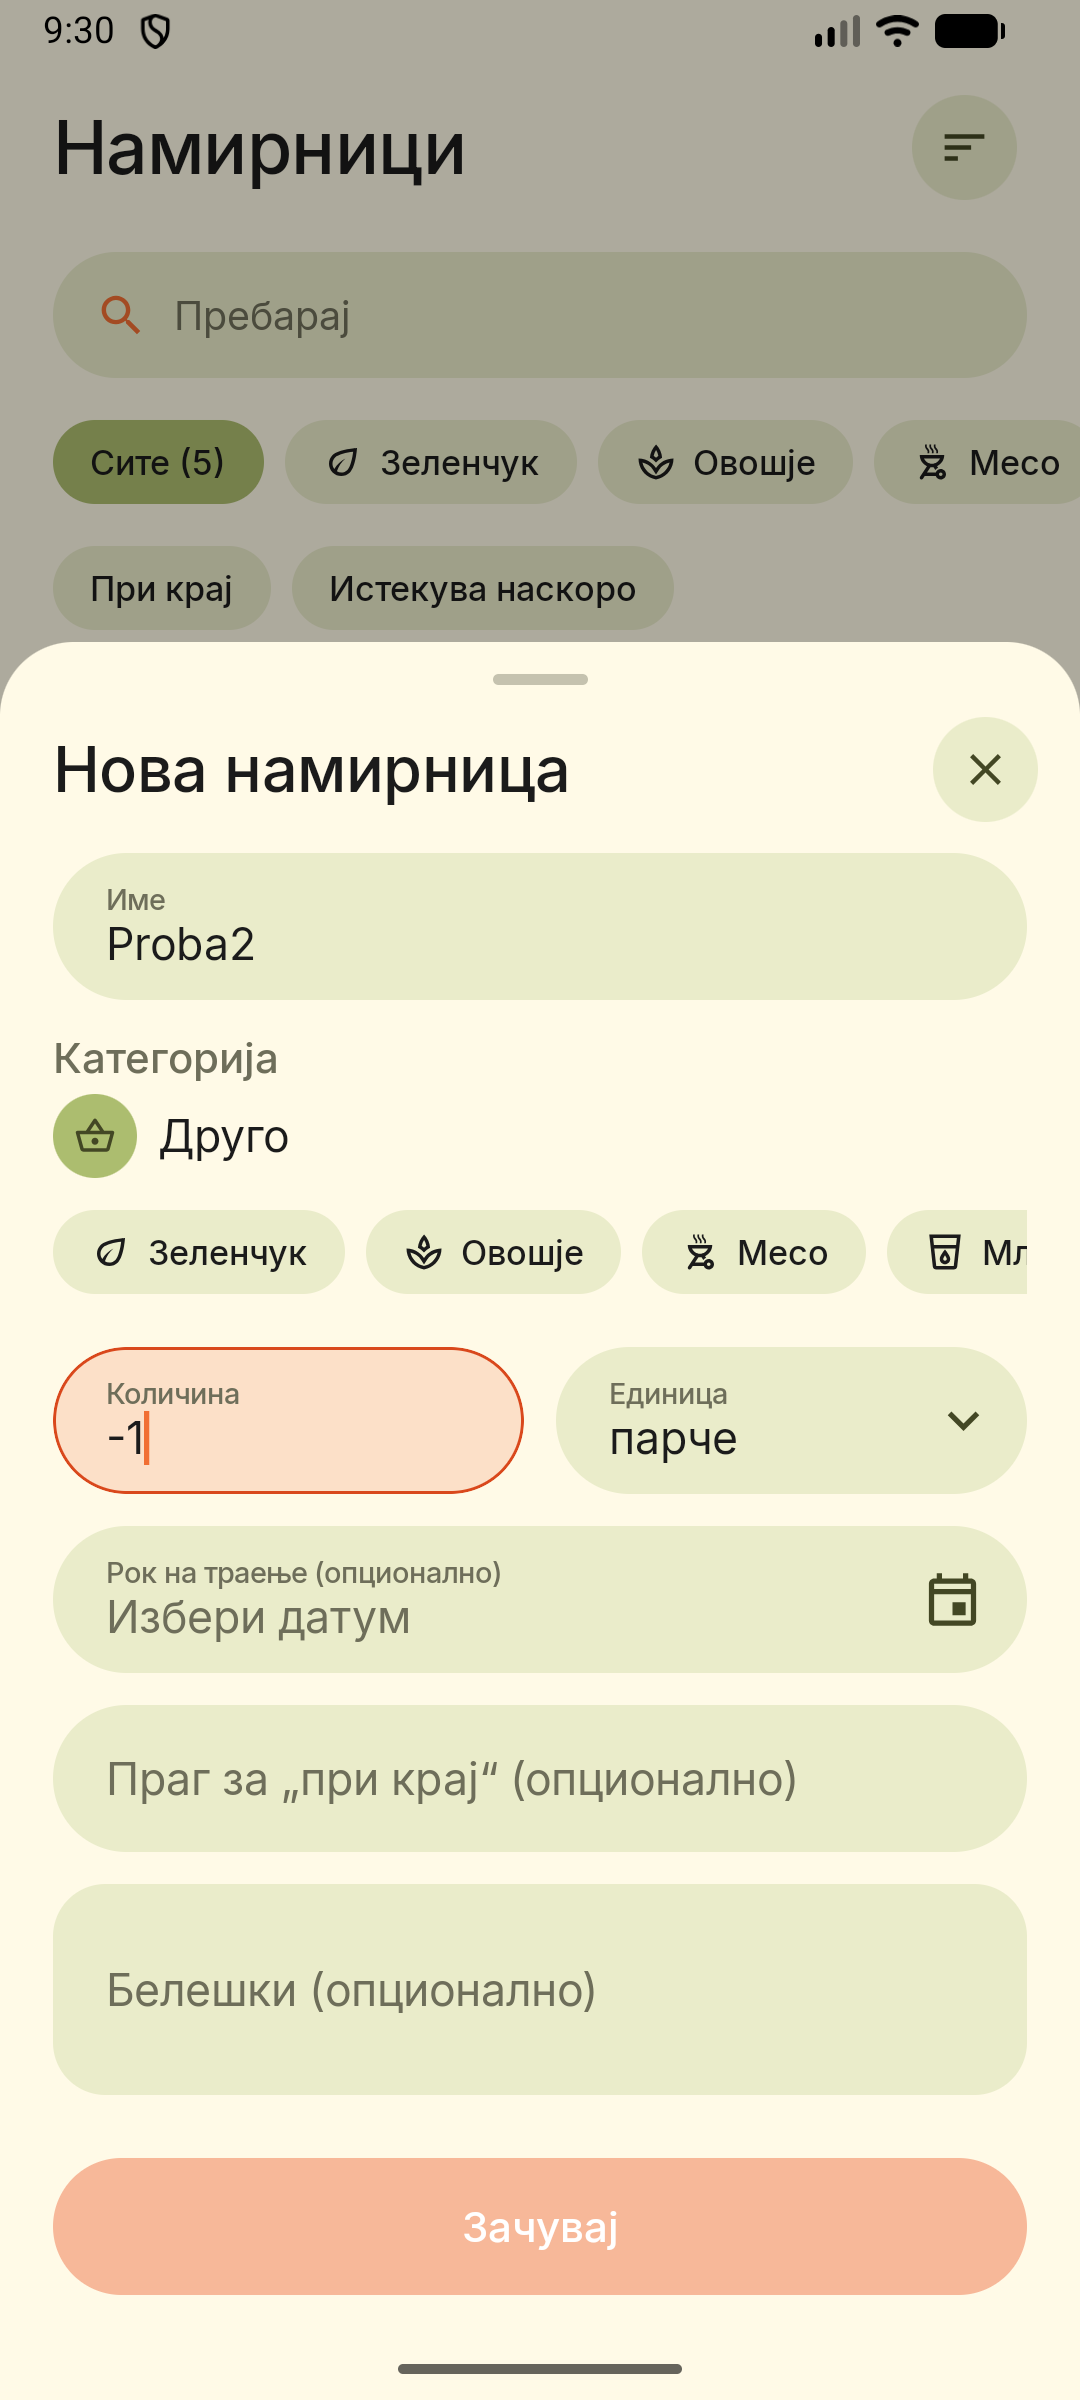 9:30
Намирници
Пребарај
Сите (5) Зеленчук Овошје Месо
При крај Истекува наскоро
Нова намирница
Име
Proba2
Категорија
Друго
Зеленчук Овошје Месо Мл
Количина Единица
-1 парче
Рок на траење (опционално)
Избери датум
Праг за „при крај“ (опционално)
Белешки (опционално)
Зачувај